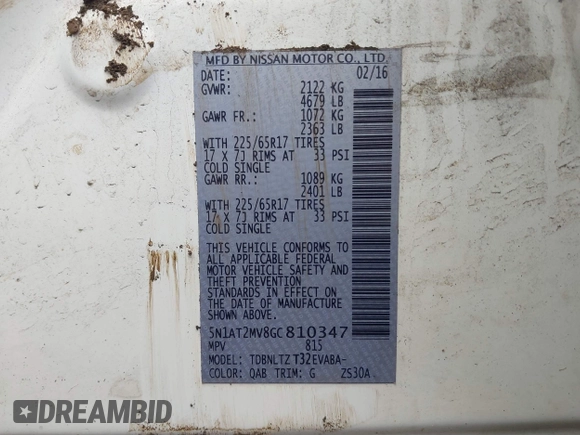 MFD BY NISSAN MOTOR CO., LTD.
DATE: 02/16
GVWR: 2122 KG
4679 LB
GAWR FR.: 1072 KG
2363 LB
WITH 225/65R17 TIRES
17 X 7J RIMS AT 33 PSI
COLD SINGLE
GAWR RR.: 1089 KG
2401 LB
WITH 225/65R17 TIRES
17 X 7J RIMS AT 33 PSI
COLD SINGLE
THIS VEHICLE CONFORMS TO
ALL APPLICABLE FEDERAL
MOTOR VEHICLE SAFETY AND
THEFT PREVENTION
STANDARDS IN EFFECT ON
THE DATE OF MANUFACTURE
SHOWN ABOVE.
5N1AT2MV8GC810347
MPV 815
MODEL: TDBNLTZ T32EVABA-
COLOR: QAB TRIM: G ZS30A
DREAMBID